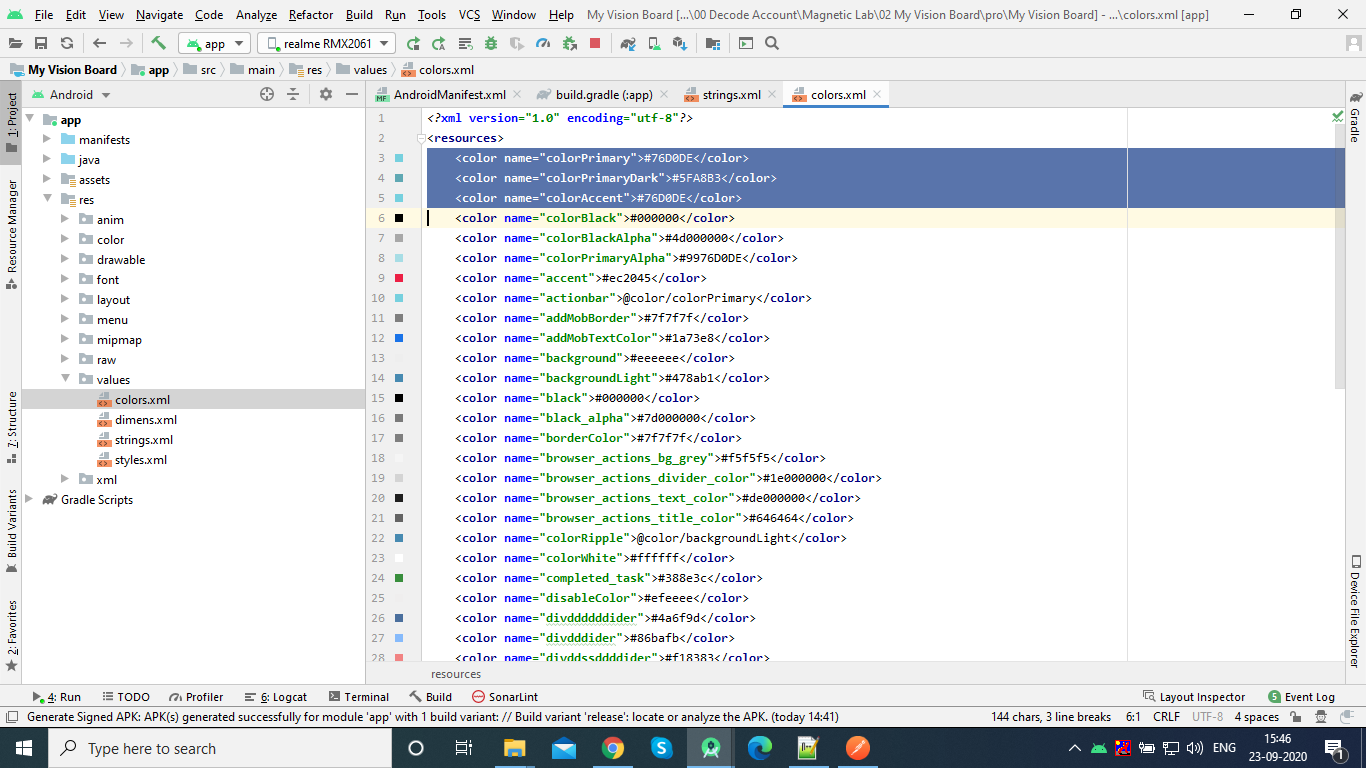 File Edit View Navigate Code Analyze Refactor Build Run Tools VCS Window Help My Vision Board [...\00 Decode Account\Magnetic Lab\02 My Vision Board\pro\My Vision Board] - ...\colors.xml [app]
app realme RMX2061
My Vision Board app src main res values colors.xml
Android
AndroidManifest.xml build.gradle (:app) strings.xml colors.xml
1: Project
Resource Manager
7: Structure
Build Variants
2: Favorites
app
manifests
java
assets
res
anim
color
drawable
font
layout
menu
mipmap
raw
values
colors.xml
dimens.xml
strings.xml
styles.xml
xml
Gradle Scripts
1 <?xml version="1.0" encoding="utf-8"?>
2 <resources>
3 <color name="colorPrimary">#76D0DE</color>
4 <color name="colorPrimaryDark">#5FA8B3</color>
5 <color name="colorAccent">#76D0DE</color>
6 <color name="colorBlack">#000000</color>
7 <color name="colorBlackAlpha">#4d000000</color>
8 <color name="colorPrimaryAlpha">#9976D0DE</color>
9 <color name="accent">#ec2045</color>
10 <color name="actionbar">@color/colorPrimary</color>
11 <color name="addMobBorder">#7f7f7f</color>
12 <color name="addMobTextColor">#1a73e8</color>
13 <color name="background">#eeeeee</color>
14 <color name="backgroundLight">#478ab1</color>
15 <color name="black">#000000</color>
16 <color name="black_alpha">#7d000000</color>
17 <color name="borderColor">#7f7f7f</color>
18 <color name="browser_actions_bg_grey">#f5f5f5</color>
19 <color name="browser_actions_divider_color">#1e000000</color>
20 <color name="browser_actions_text_color">#de000000</color>
21 <color name="browser_actions_title_color">#646464</color>
22 <color name="colorRipple">@color/backgroundLight</color>
23 <color name="colorWhite">#ffffff</color>
24 <color name="completed_task">#388e3c</color>
25 <color name="disableColor">#efeeee</color>
26 <color name="divddddddider">#4a6f9d</color>
27 <color name="divdddider">#86bafb</color>
28 <color name="divddssddddider">#f18383</color>
resources
Gradle
Device File Explorer
4: Run TODO Profiler 6: Logcat Terminal Build SonarLint Layout Inspector 5 Event Log
Generate Signed APK: APK(s) generated successfully for module 'app' with 1 build variant: // Build variant 'release': locate or analyze the APK. (today 14:41) 144 chars, 3 line breaks 6:1 CRLF UTF-8 4 spaces
Type here to search ENG 15:46
23-09-2020 1